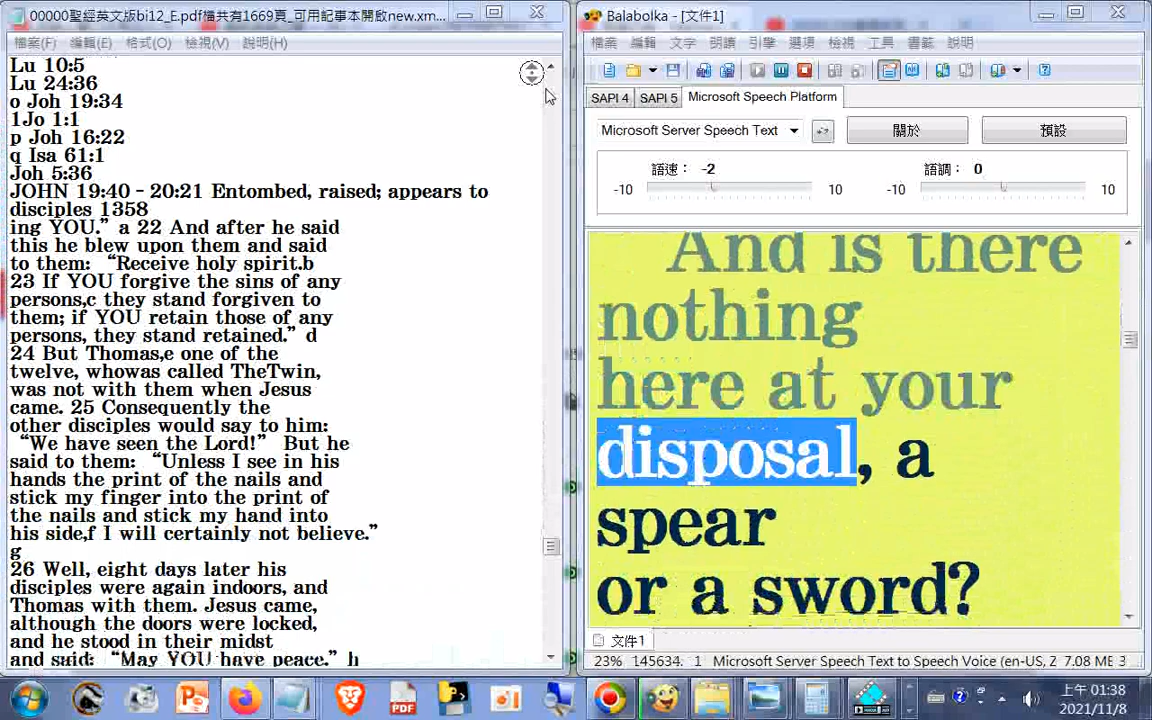 00000聖經英文版bi12_E.pdf檔共有1669頁_可用記事本開啟new.xm...
檔案(F) 編輯(E) 格式(O) 檢視(V) 說明(H)
Lu 10:5
Lu 24:36
o Joh 19:34
1Jo 1:1
p Joh 16:22
q Isa 61:1
Joh 5:36
JOHN 19:40 - 20:21 Entombed, raised; appears to
disciples 1358
ing YOU.” a 22 And after he said
this he blew upon them and said
to them: “Receive holy spirit.b
23 If YOU forgive the sins of any
persons,c they stand forgiven to
them; if YOU retain those of any
persons, they stand retained.” d
24 But Thomas,e one of the
twelve, whowas called TheTwin,
was not with them when Jesus
came. 25 Consequently the
other disciples would say to him:
“We have seen the Lord!” But he
said to them: “Unless I see in his
hands the print of the nails and
stick my finger into the print of
the nails and stick my hand into
his side,f I will certainly not believe.”
g
26 Well, eight days later his
disciples were again indoors, and
Thomas with them. Jesus came,
although the doors were locked,
and he stood in their midst
and said: “May YOU have peace.” h
Balabolka - [文件1]
檔案 編輯 文字 朗讀 引擎 選項 檢視 工具 書籤 說明
SAPI 4 SAPI 5 Microsoft Speech Platform
Microsoft Server Speech Text 關於 預設
語速: -2 語調: 0
-10 10 -10 10
And is there
nothing
here at your
disposal, a
spear
or a sword?
文件1
23% 145634. 1 Microsoft Server Speech Text to Speech Voice (en-US, 2 7.08 ME 3
上午 01:38
2021/11/8